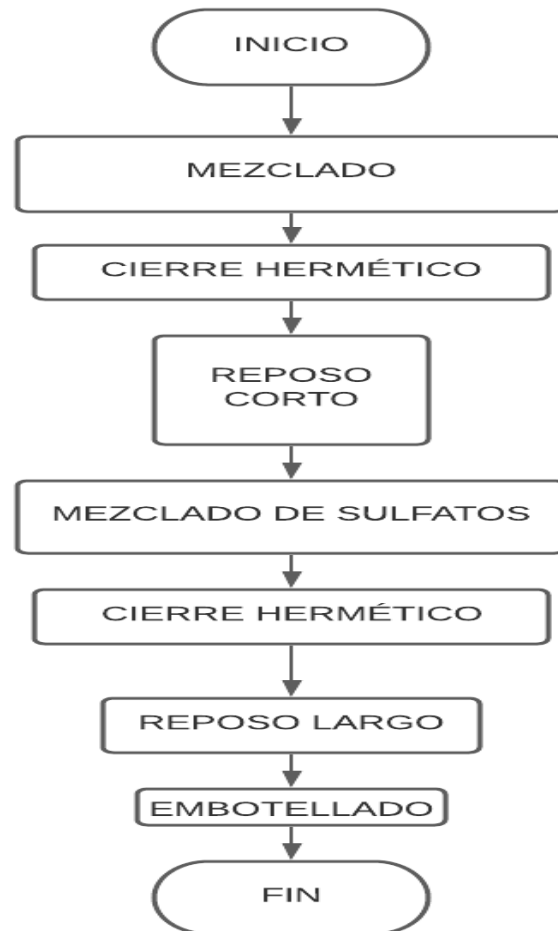 INICIO
MEZCLADO
CIERRE HERMÉTICO
REPOSO
CORTO
MEZCLADO DE SULFATOS
CIERRE HERMÉTICO
REPOSO LARGO
EMBOTELLADO
FIN